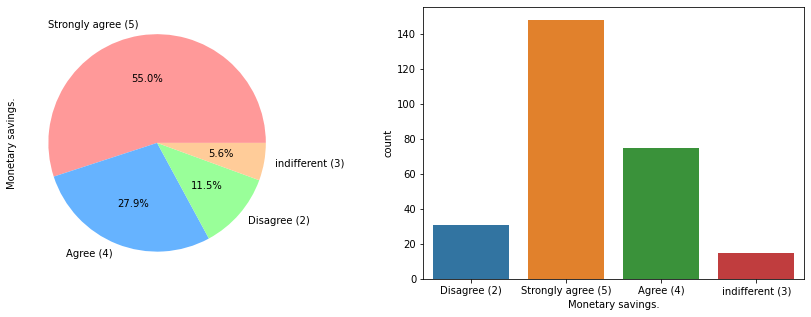 Strongly agree (5)
55.0%
Monetary savings.
5.6%
indifferent (3)
11.5%
27.9%
Disagree (2)
Agree (4)
140
120
100
80
60
40
20
0
count
Disagree (2)
Strongly agree (5)
Agree (4)
indifferent (3)
Monetary savings.